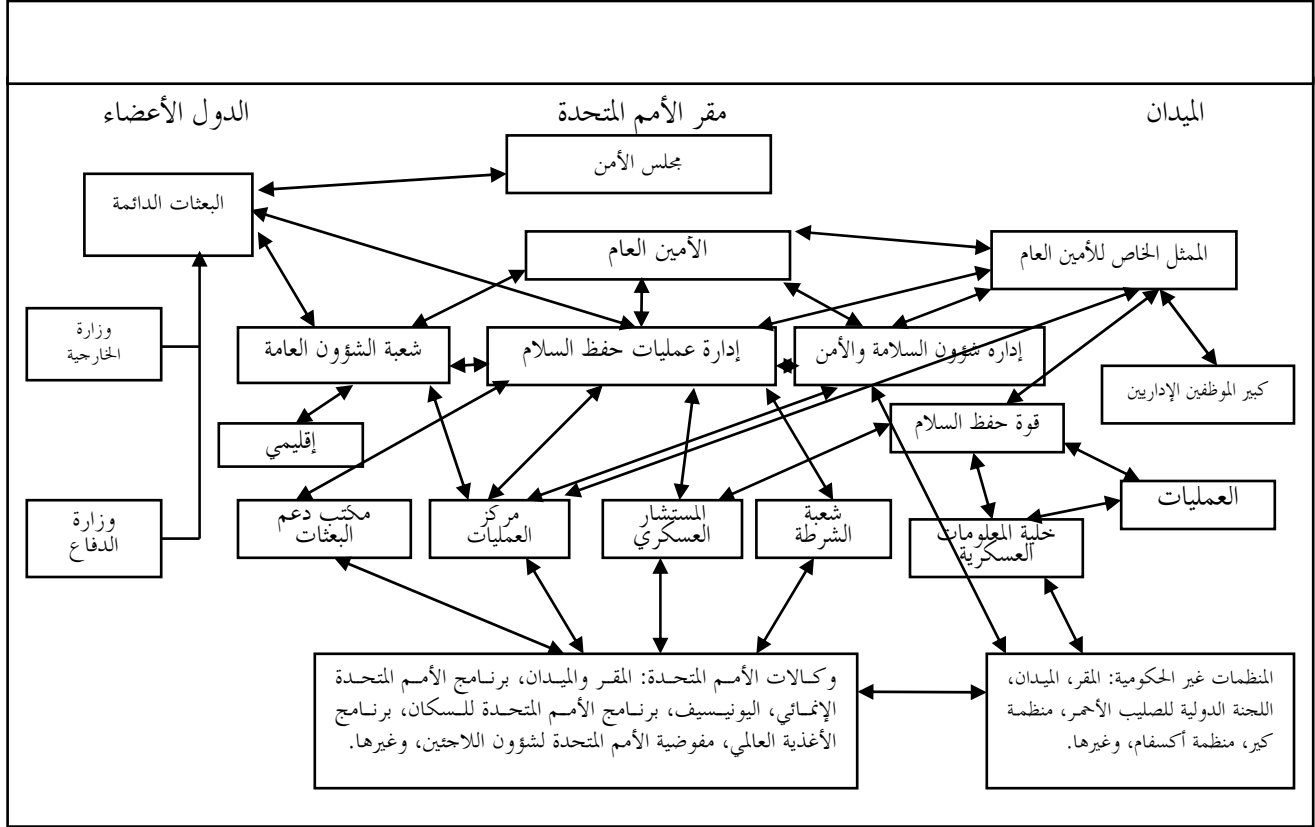 الميدان
مقر الأمم المتحدة
الدول الأعضاء
مجلس الأمن
البعثات الدائمة
الأمين العام
الممثل الخاص للأمين العام
وزارة
الخارجية
شعبة الشؤون العامة
إدارة عمليات حفظ السلام
إداره شؤون السلامة والأمن
كبير الموظفين الإداريين
إقليمي
قوة حفظ السلام
وزارة
الدفاع
مكتب دعم
البعثات
مركز
العمليات
المستشار
العسكري
شعبة
الشرطة
خلية المعلومات
العسكرية
العمليات
وكالات الأمم المتحدة: المقر والميدان، برنامج الأمم المتحدة
الإنمائي، اليونيسيف، برنامج الأمم المتحدة للسكان، برنامج
الأغذية العالمي، مفوضية الأمم المتحدة لشؤون اللاجئين، وغيرها.
المنظمات غير الحكومية: المقر، الميدان،
اللجنة الدولية للصليب الأحمر، منظمة
كير، منظمة أكسفام، وغيرها.